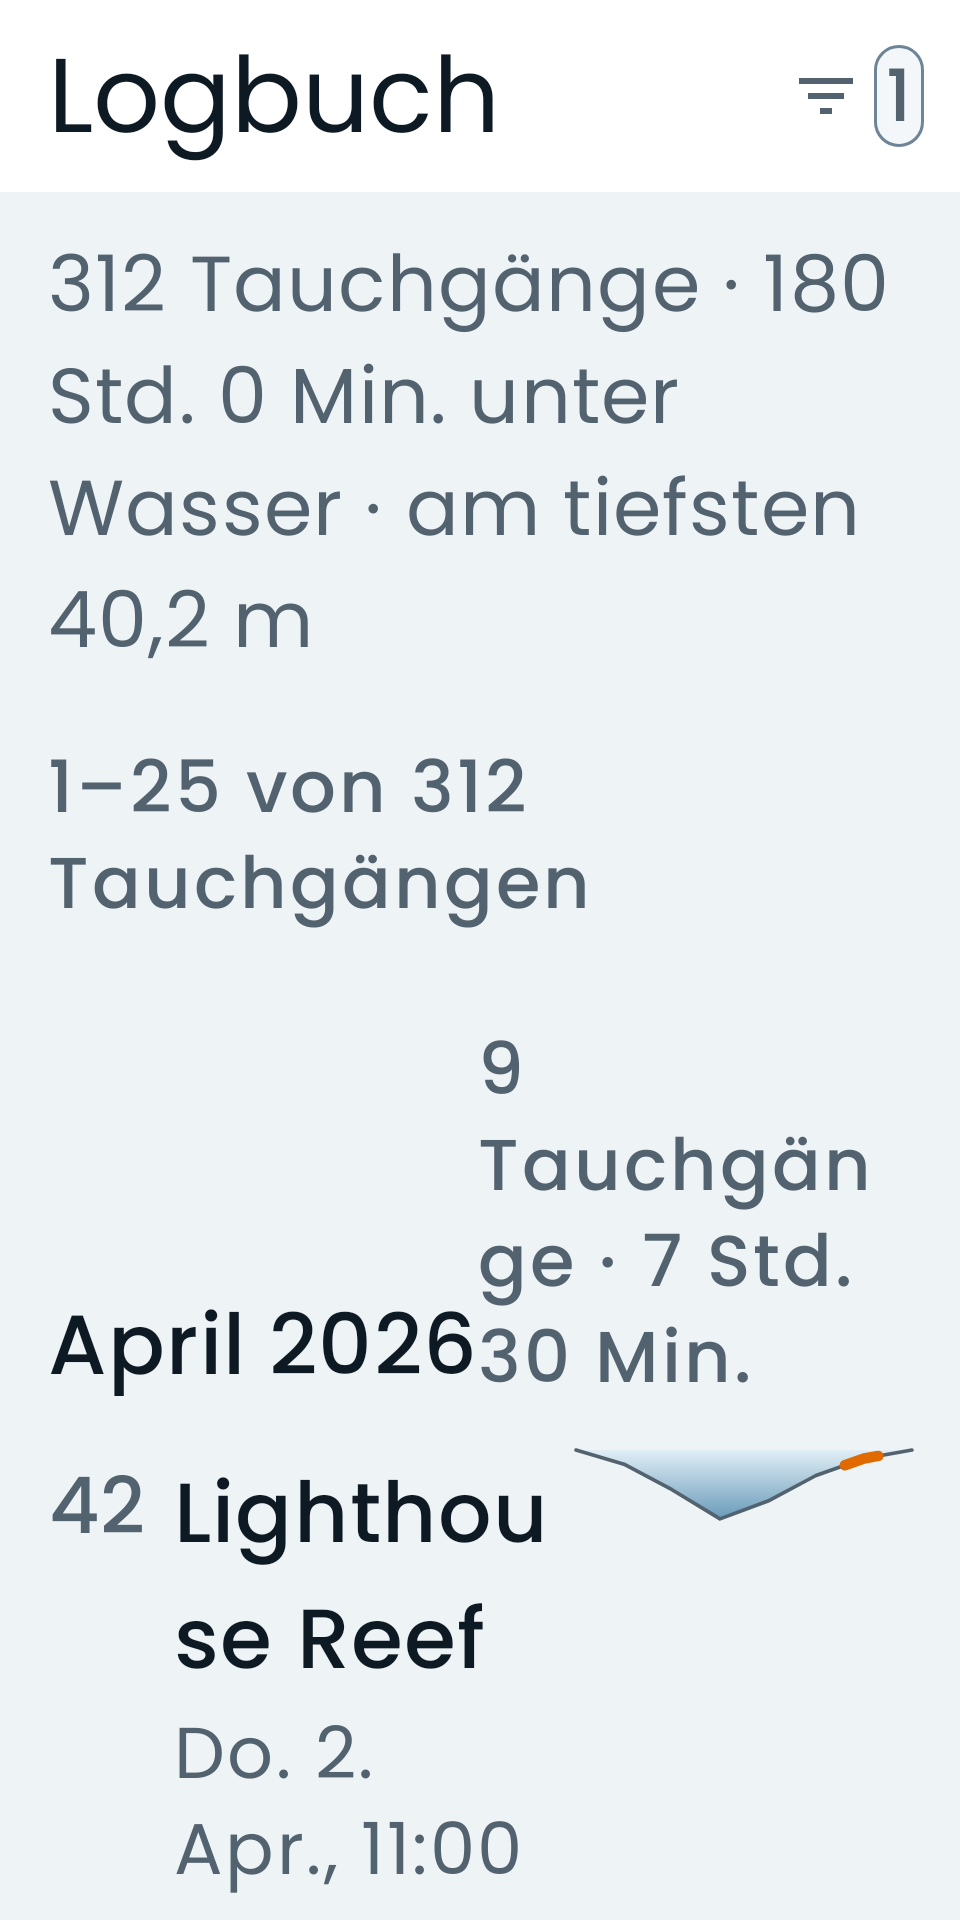 Logbuch
1
312 Tauchgänge · 180
Std. 0 Min. unter
Wasser · am tiefsten
40,2 m
1–25 von 312
Tauchgängen
April 2026
9
Tauchgän
ge · 7 Std.
30 Min.
42
Lighthou
se Reef
Do. 2.
Apr., 11:00